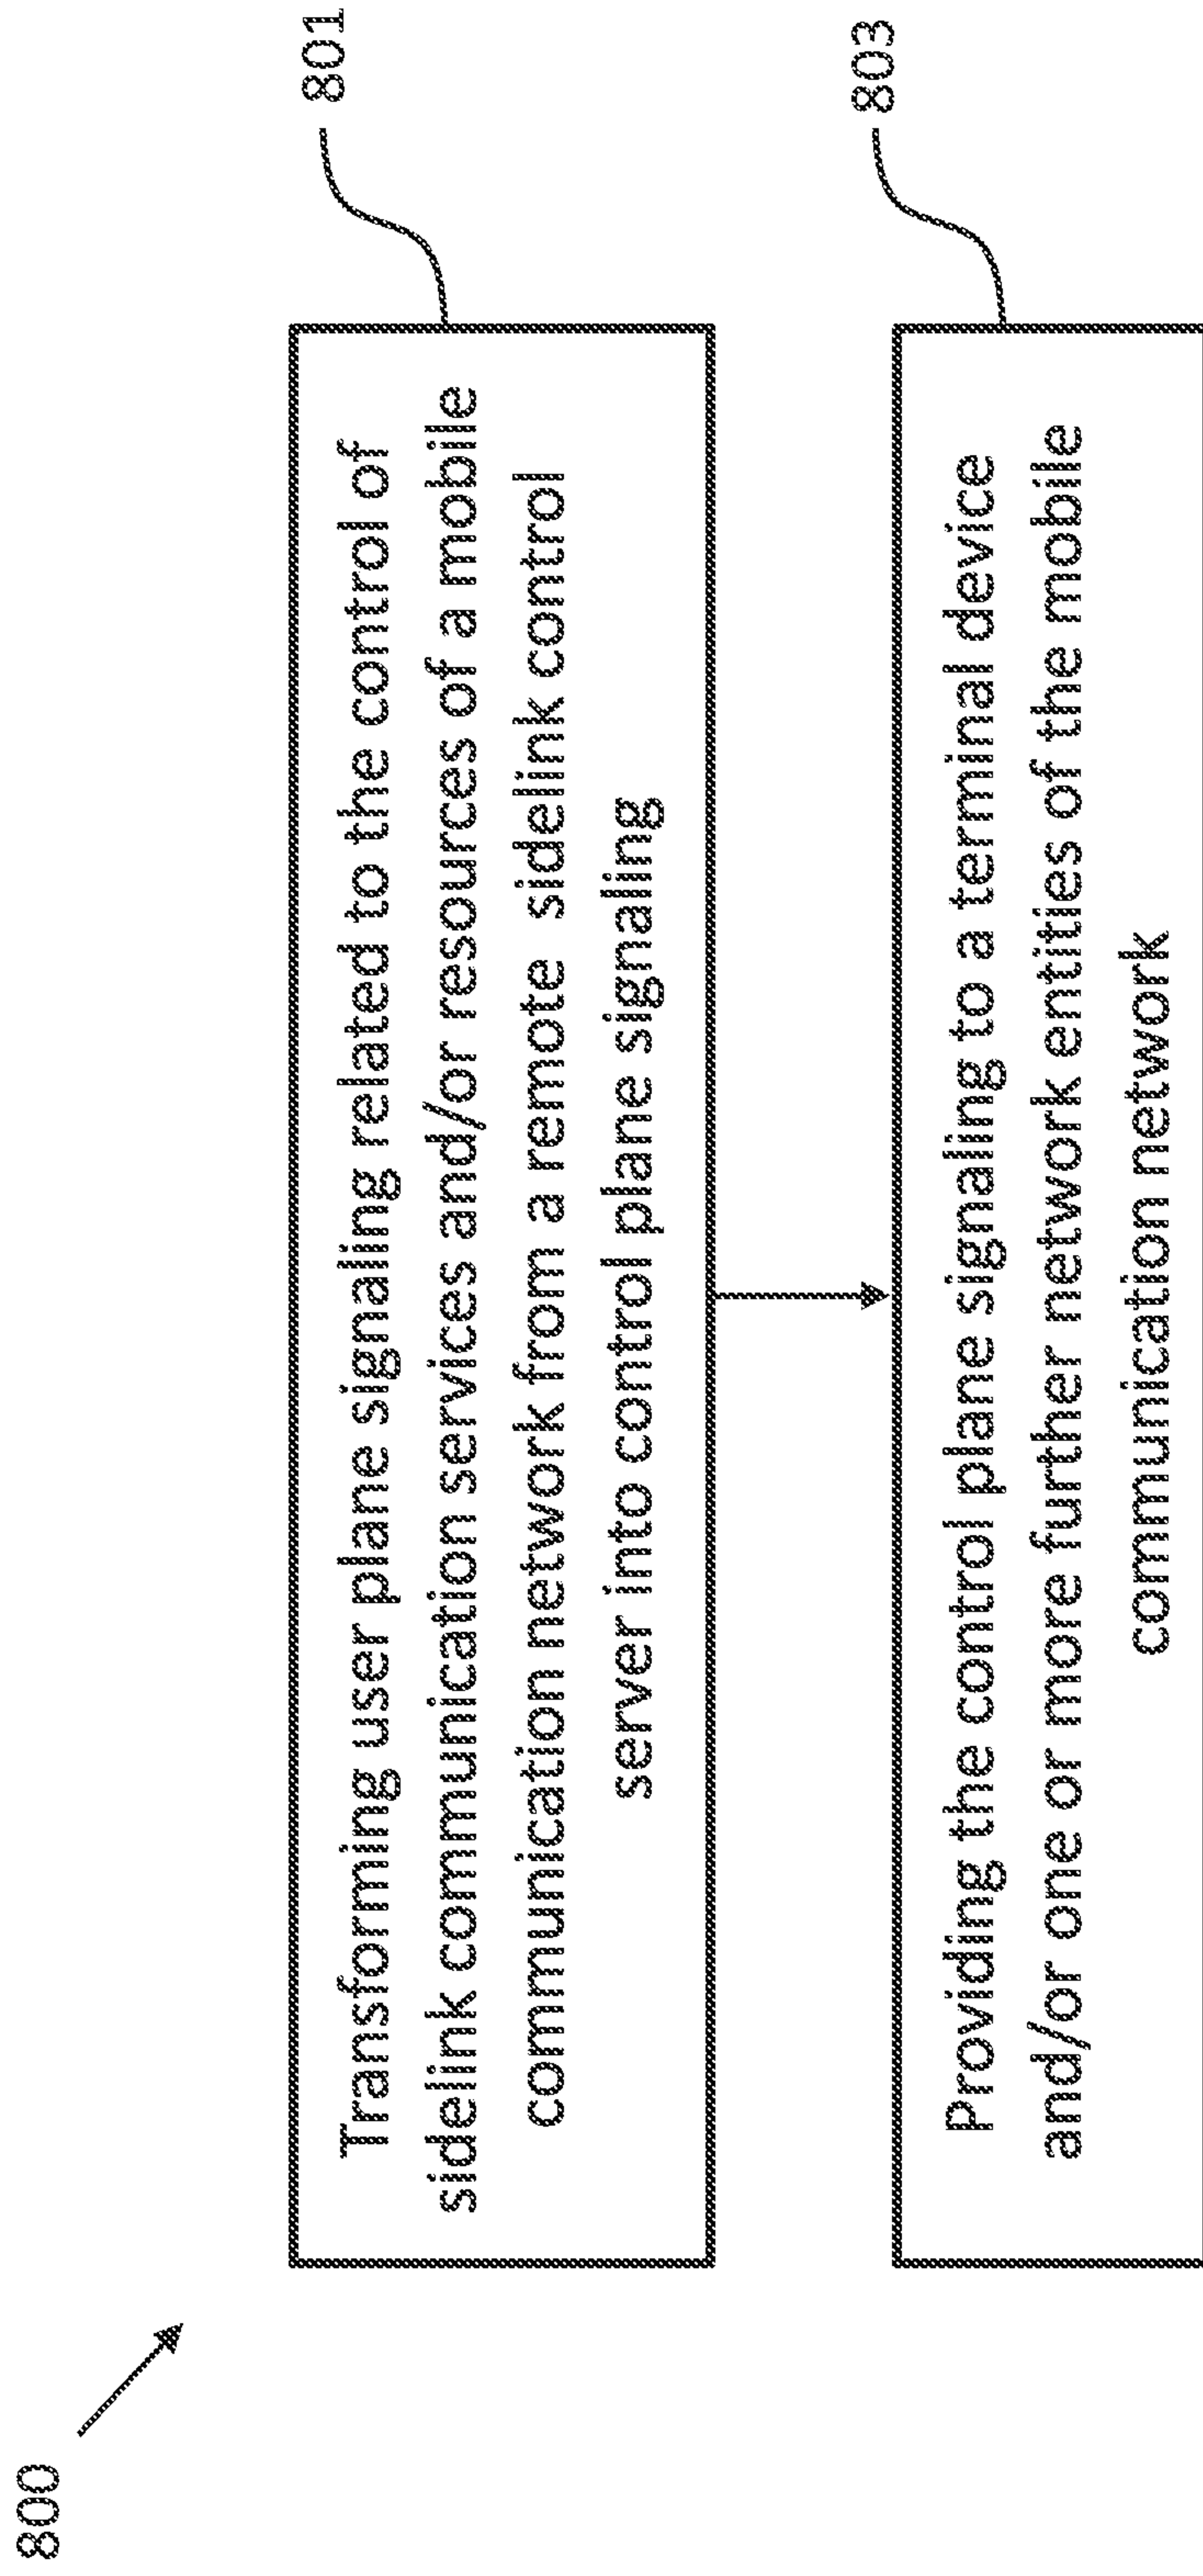 800
801
Transforming user plane signaling related to the control of
sidelink communication services and/or resources of a mobile
communication network from a remote sidelink control
server into control plane signaling
803
Providing the control plane signaling to a terminal device
and/or one or more further network entities of the mobile
communication network